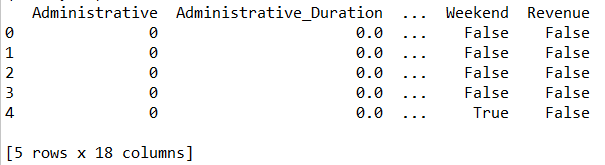 Administrative Administrative_Duration ... Weekend Revenue
0 0 0.0 ... False False
1 0 0.0 ... False False
2 0 0.0 ... False False
3 0 0.0 ... False False
4 0 0.0 ... True False
[5 rows x 18 columns]